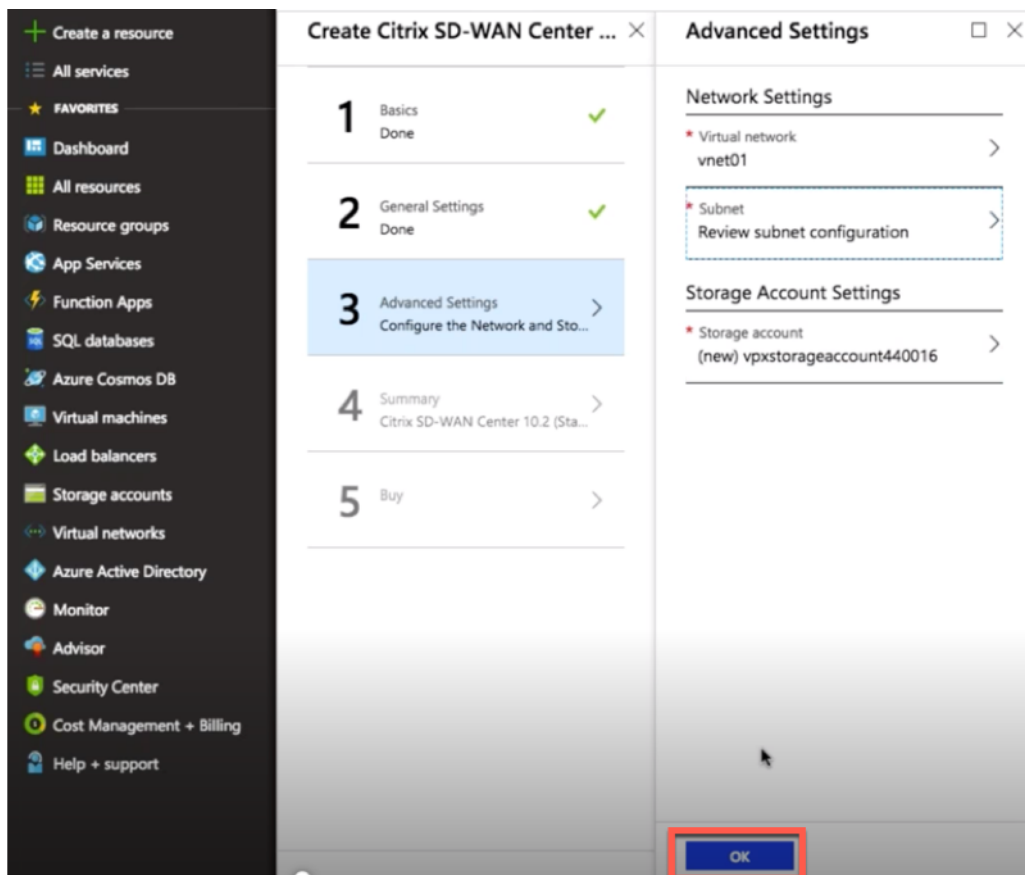 Create a resource
All services
FAVORITES
Dashboard
All resources
Resource groups
App Services
Function Apps
SQL databases
Azure Cosmos DB
Virtual machines
Load balancers
Storage accounts
Virtual networks
Azure Active Directory
Monitor
Advisor
Security Center
Cost Management + Billing
Help + support
Create Citrix SD-WAN Center ...
1
Basics
Done
2
General Settings
Done
3
Advanced Settings
Configure the Network and Sto...
4
Summary
Citrix SD-WAN Center 10.2 (Sta...
5
Buy
Advanced Settings
Network Settings
* Virtual network
vnet01
* Subnet
Review subnet configuration
Storage Account Settings
* Storage account
(new) vpxstorageaccount440016
OK